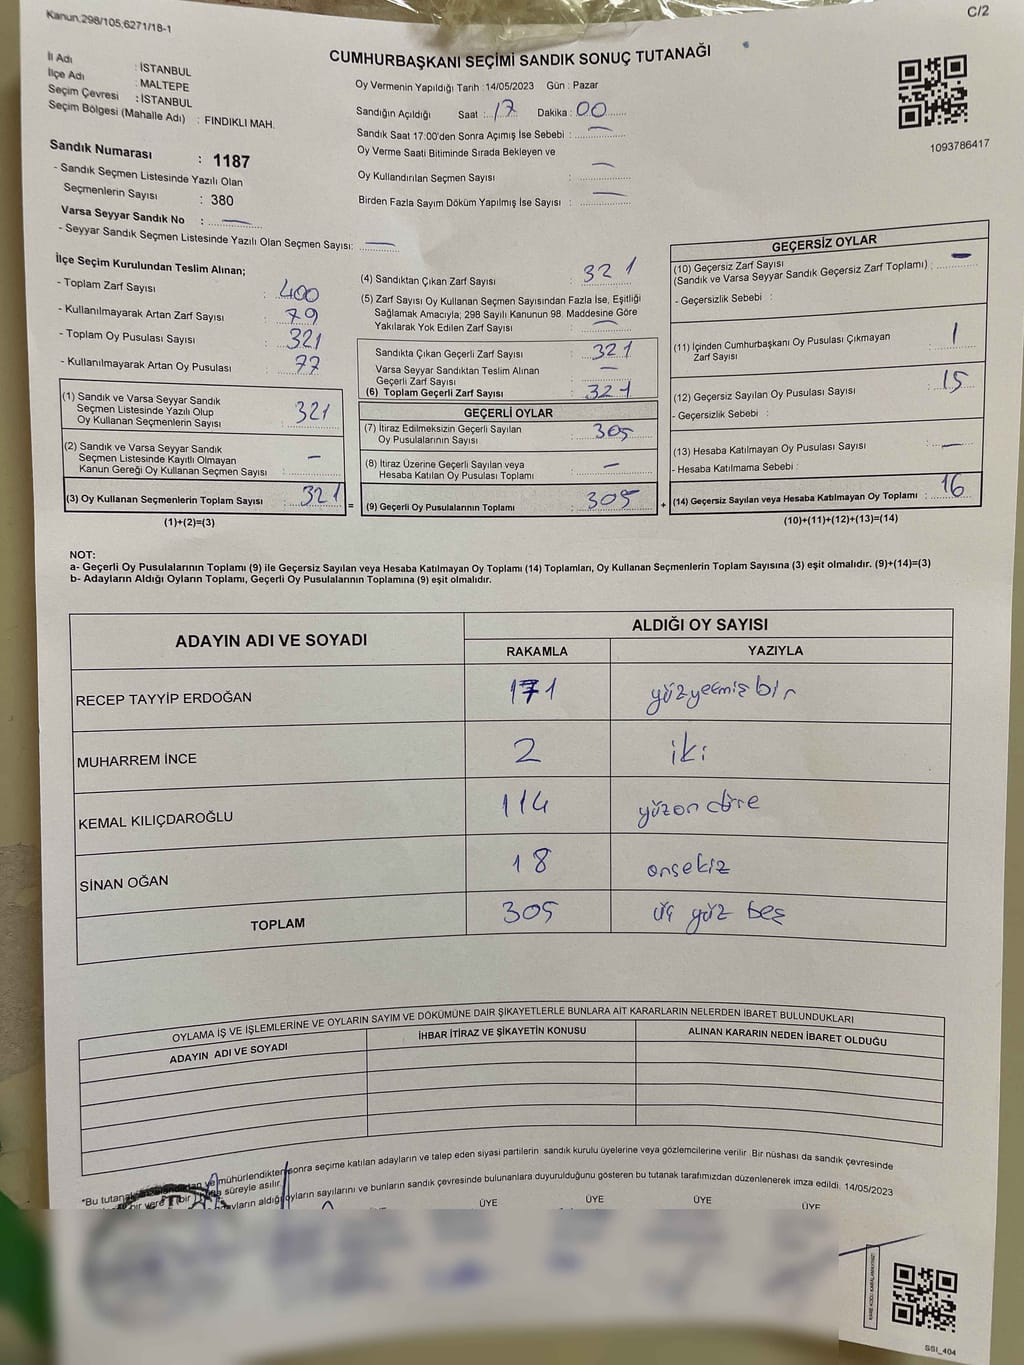 Kanun.298/105;6271/18-1
C/2
CUMHURBAŞKANI SEÇİMİ SANDIK SONUÇ TUTANAĞI
İl Adı : İSTANBUL
İlçe Adı : MALTEPE
Seçim Çevresi : İSTANBUL
Seçim Bölgesi (Mahalle Adı) : FINDIKLI MAH.
Sandık Numarası : 1187
- Sandık Seçmen Listesinde Yazılı Olan
Seçmenlerin Sayısı : 380
Varsa Seyyar Sandık No : —
- Seyyar Sandık Seçmen Listesinde Yazılı Olan Seçmen Sayısı: —
Oy Vermenin Yapıldığı Tarih :14/05/2023 Gün : Pazar
Sandığın Açıldığı Saat : 17 Dakika : 00
Sandık Saat 17:00'den Sonra Açımış İse Sebebi : —
Oy Verme Saati Bitiminde Sırada Bekleyen ve
Oy Kullandırılan Seçmen Sayısı : —
Birden Fazla Sayım Döküm Yapılmış İse Sayısı : —
1093786417
İlçe Seçim Kurulundan Teslim Alınan;
- Toplam Zarf Sayısı : 400
- Kullanılmayarak Artan Zarf Sayısı : 79
- Toplam Oy Pusulası Sayısı : 321
- Kullanılmayarak Artan Oy Pusulası : 77
(1) Sandık ve Varsa Seyyar Sandık
Seçmen Listesinde Yazılı Olup
Oy Kullanan Seçmenlerin Sayısı : 321
(2) Sandık ve Varsa Seyyar Sandık
Seçmen Listesinde Kayıtlı Olmayan
Kanun Gereği Oy Kullanan Seçmen Sayısı : —
(3) Oy Kullanan Seçmenlerin Toplam Sayısı : 321
(1)+(2)=(3)
=
(4) Sandıktan Çıkan Zarf Sayısı : 321
(5) Zarf Sayısı Oy Kullanan Seçmen Sayısından Fazla İse, Eşitliği
Sağlamak Amacıyla; 298 Sayılı Kanunun 98. Maddesine Göre
Yakılarak Yok Edilen Zarf Sayısı : —
Sandıkta Çıkan Geçerli Zarf Sayısı : 321
Varsa Seyyar Sandıktan Teslim Alınan
Geçerli Zarf Sayısı : —
(6) Toplam Geçerli Zarf Sayısı : 321
GEÇERLİ OYLAR
(7) İtiraz Edilmeksizin Geçerli Sayılan
Oy Pusulalarının Sayısı : 305
(8) İtiraz Üzerine Geçerli Sayılan veya
Hesaba Katılan Oy Pusulası Toplamı : —
(9) Geçerli Oy Pusulalarının Toplamı : 305
+
GEÇERSİZ OYLAR
(10) Geçersiz Zarf Sayısı
(Sandık ve Varsa Seyyar Sandık Geçersiz Zarf Toplamı) : —
- Geçersizlik Sebebi :
(11) İçinden Cumhurbaşkanı Oy Pusulası Çıkmayan
Zarf Sayısı : 1
(12) Geçersiz Sayılan Oy Pusulası Sayısı : 15
- Geçersizlik Sebebi :
(13) Hesaba Katılmayan Oy Pusulası Sayısı : —
- Hesaba Katılmama Sebebi :
(14) Geçersiz Sayılan veya Hesaba Katılmayan Oy Toplamı : 16
(10)+(11)+(12)+(13)=(14)
NOT:
a- Geçerli Oy Pusulalarının Toplamı (9) ile Geçersiz Sayılan veya Hesaba Katılmayan Oy Toplamı (14) Toplamları, Oy Kullanan Seçmenlerin Toplam Sayısına (3) eşit olmalıdır. (9)+(14)=(3)
b- Adayların Aldığı Oyların Toplamı, Geçerli Oy Pusulalarının Toplamına (9) eşit olmalıdır.
ADAYIN ADI VE SOYADI ALDIĞI OY SAYISI
RAKAMLA YAZIYLA
RECEP TAYYİP ERDOĞAN 171 yüzyetmiş bir
MUHARREM İNCE 2 iki
KEMAL KILIÇDAROĞLU 114 yüzon dört
SİNAN OĞAN 18 onsekiz
TOPLAM 305 üç yüz beş
OYLAMA İŞ VE İŞLEMLERİNE VE OYLARIN SAYIM VE DÖKÜMÜNE DAİR ŞİKAYETLERLE BUNLARA AİT KARARLARIN NELERDEN İBARET BULUNDUKLARI
ADAYIN ADI VE SOYADI İHBAR İTİRAZ VE ŞİKAYETİN KONUSU ALINAN KARARIN NEDEN İBARET OLDUĞU
*Bu mühürlendikten sonra seçime katılan adayların ve talep eden siyasi partilerin sandık kurulu üyelerine veya gözlemcilerine verilir. Bir nüshası da sandık çevresinde
süreyle asılır.
oyların sayılarını ve bunların sandık çevresinde bulunanlara duyurulduğunu gösteren bu tutanak tarafımızdan düzenlenerek imza edildi. 14/05/2023
ÜYE ÜYE ÜYE ÜYE
SSİ_404